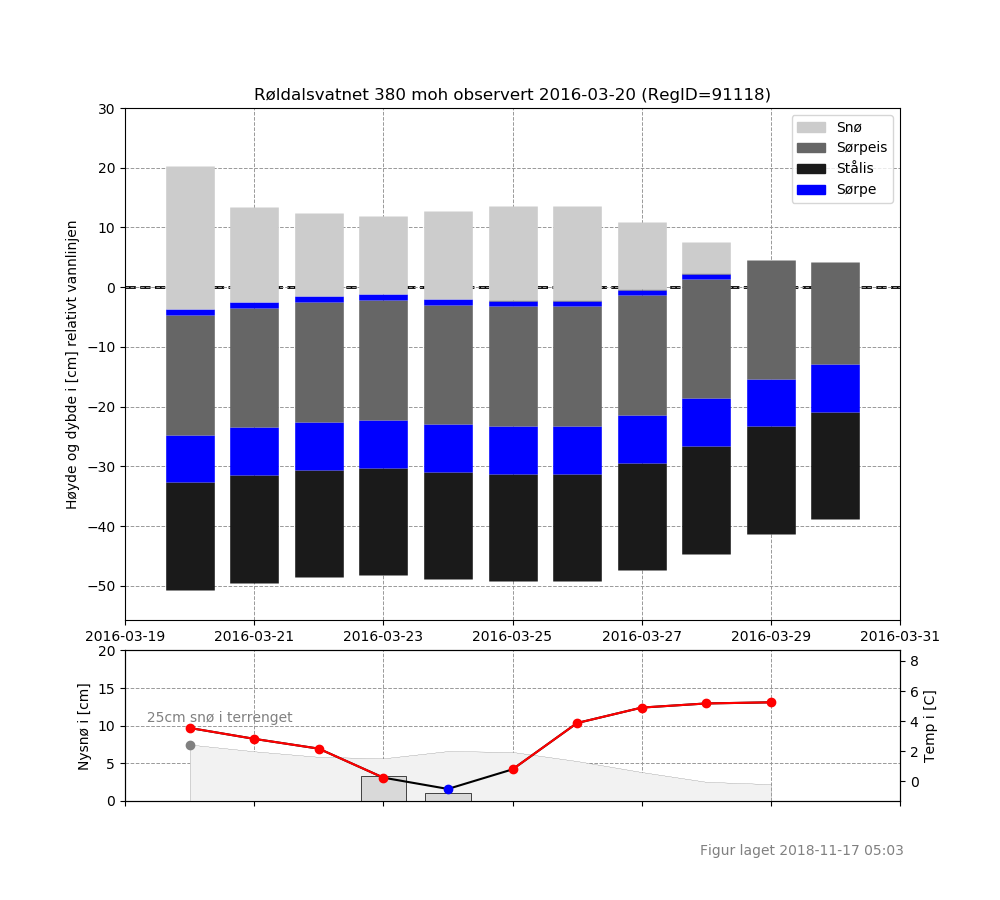 Røldalsvatnet 380 moh observert 2016-03-20 (RegID=91118)
30
20
10
0
−10
−20
−30
−40
−50
Høyde og dybde i [cm] relativt vannlinjen
Snø
Sørpeis
Stålis
Sørpe
2016-03-19 2016-03-21 2016-03-23 2016-03-25 2016-03-27 2016-03-29 2016-03-31
20
15
10
5
0
Nysnø i [cm]
25cm snø i terrenget
8
6
4
2
0
Temp i [C]
Figur laget 2018-11-17 05:03